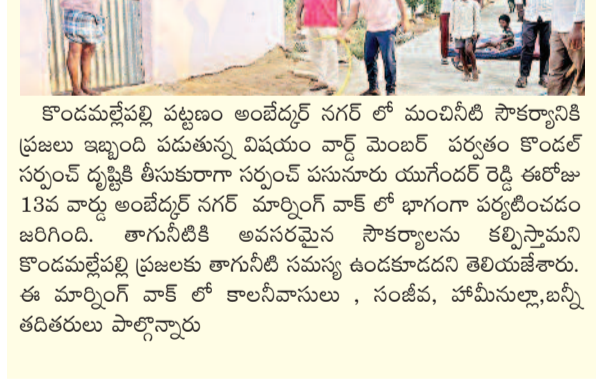 కొండమల్లేపల్లి పట్టణం అంబేద్కర్ నగర్ లో మంచినీటి సౌకర్యానికి
ప్రజలు ఇబ్బంది పడుతున్న విషయం వార్డ్ మెంబర్ పర్వతం కొండల్
సర్పంచ్ దృష్టికి తీసుకురాగా సర్పంచ్ పసునూరు యుగేందర్ రెడ్డి ఈరోజు
13వ వార్డు అంబేద్కర్ నగర్ మార్నింగ్ వాక్ లో భాగంగా పర్యటించడం
జరిగింది. తాగునీటికి అవసరమైన సౌకర్యాలను కల్పిస్తామని
కొండమల్లేపల్లి ప్రజలకు తాగునీటి సమస్య ఉండకూడదని తెలియజేశారు.
ఈ మార్నింగ్ వాక్ లో కాలనీవాసులు , సంజీవ, హామీనుల్లా,బన్నీ
తదితరులు పాల్గొన్నారు